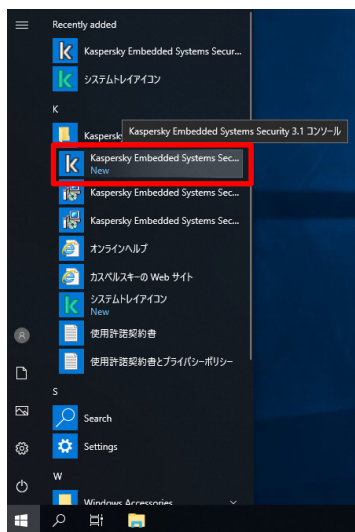 Recently added
Kaspersky Embedded Systems Secur...
システムトレイアイコン
K
Kaspersk
Kaspersky Embedded Systems Security 3.1 コンソール
Kaspersky Embedded Systems Sec...
New
Kaspersky Embedded Systems Sec...
Kaspersky Embedded Systems Sec...
オンラインヘルプ
カスペルスキーの Web サイト
システムトレイアイコン
New
使用許諾契約書
使用許諾契約書とプライバシーポリシー
S
Search
Settings
W
Windows Accessories